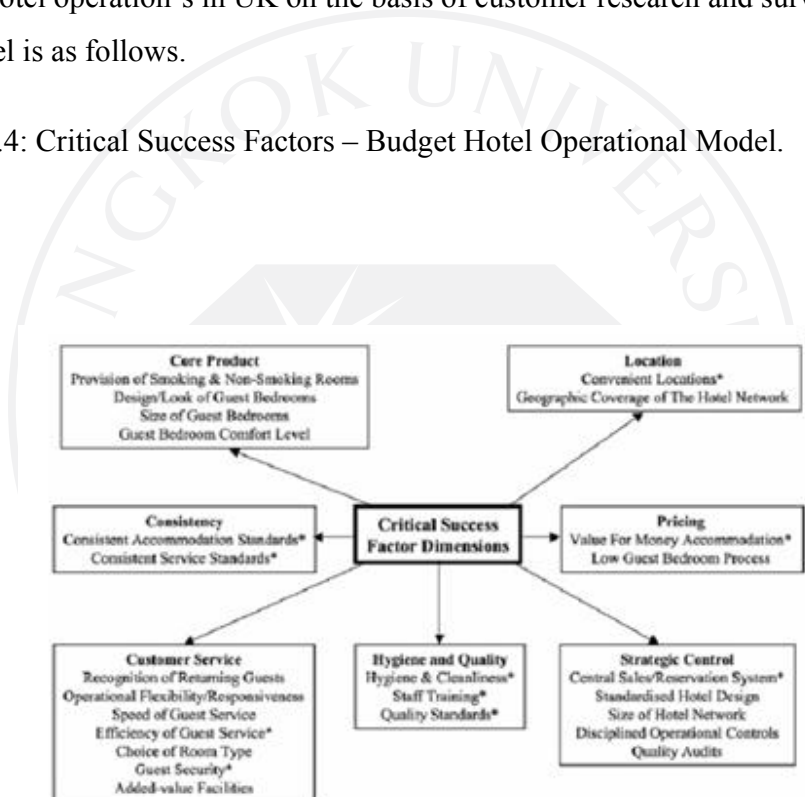 otel operation's in UK on the basis of customer research and surv
el is as follows.
.4: Critical Success Factors – Budget Hotel Operational Model.
NGKOK UNIVERS
Core Product
Provision of Smoking & Non-Smoking Rooms
Design/Look of Guest Bedrooms
Size of Guest Bedrooms
Guest Bedroom Comfort Level
Location
Convenient Locations*
Geographic Coverage of The Hotel Network
Consistency
Consistent Accommodation Standards*
Consistent Service Standards*
Critical Success
Factor Dimensions
Pricing
Value For Money Accommodation*
Low Guest Bedroom Process
Customer Service
Recognition of Returning Guests
Operational Flexibility/Responsiveness
Speed of Guest Service
Efficiency of Guest Service*
Choice of Room Type
Guest Security*
Added-value Facilities
Hygiene and Quality
Hygiene & Cleanliness*
Staff Training*
Quality Standards*
Strategic Control
Central Sales/Reservation System*
Standardised Hotel Design
Size of Hotel Network
Disciplined Operational Controls
Quality Audits